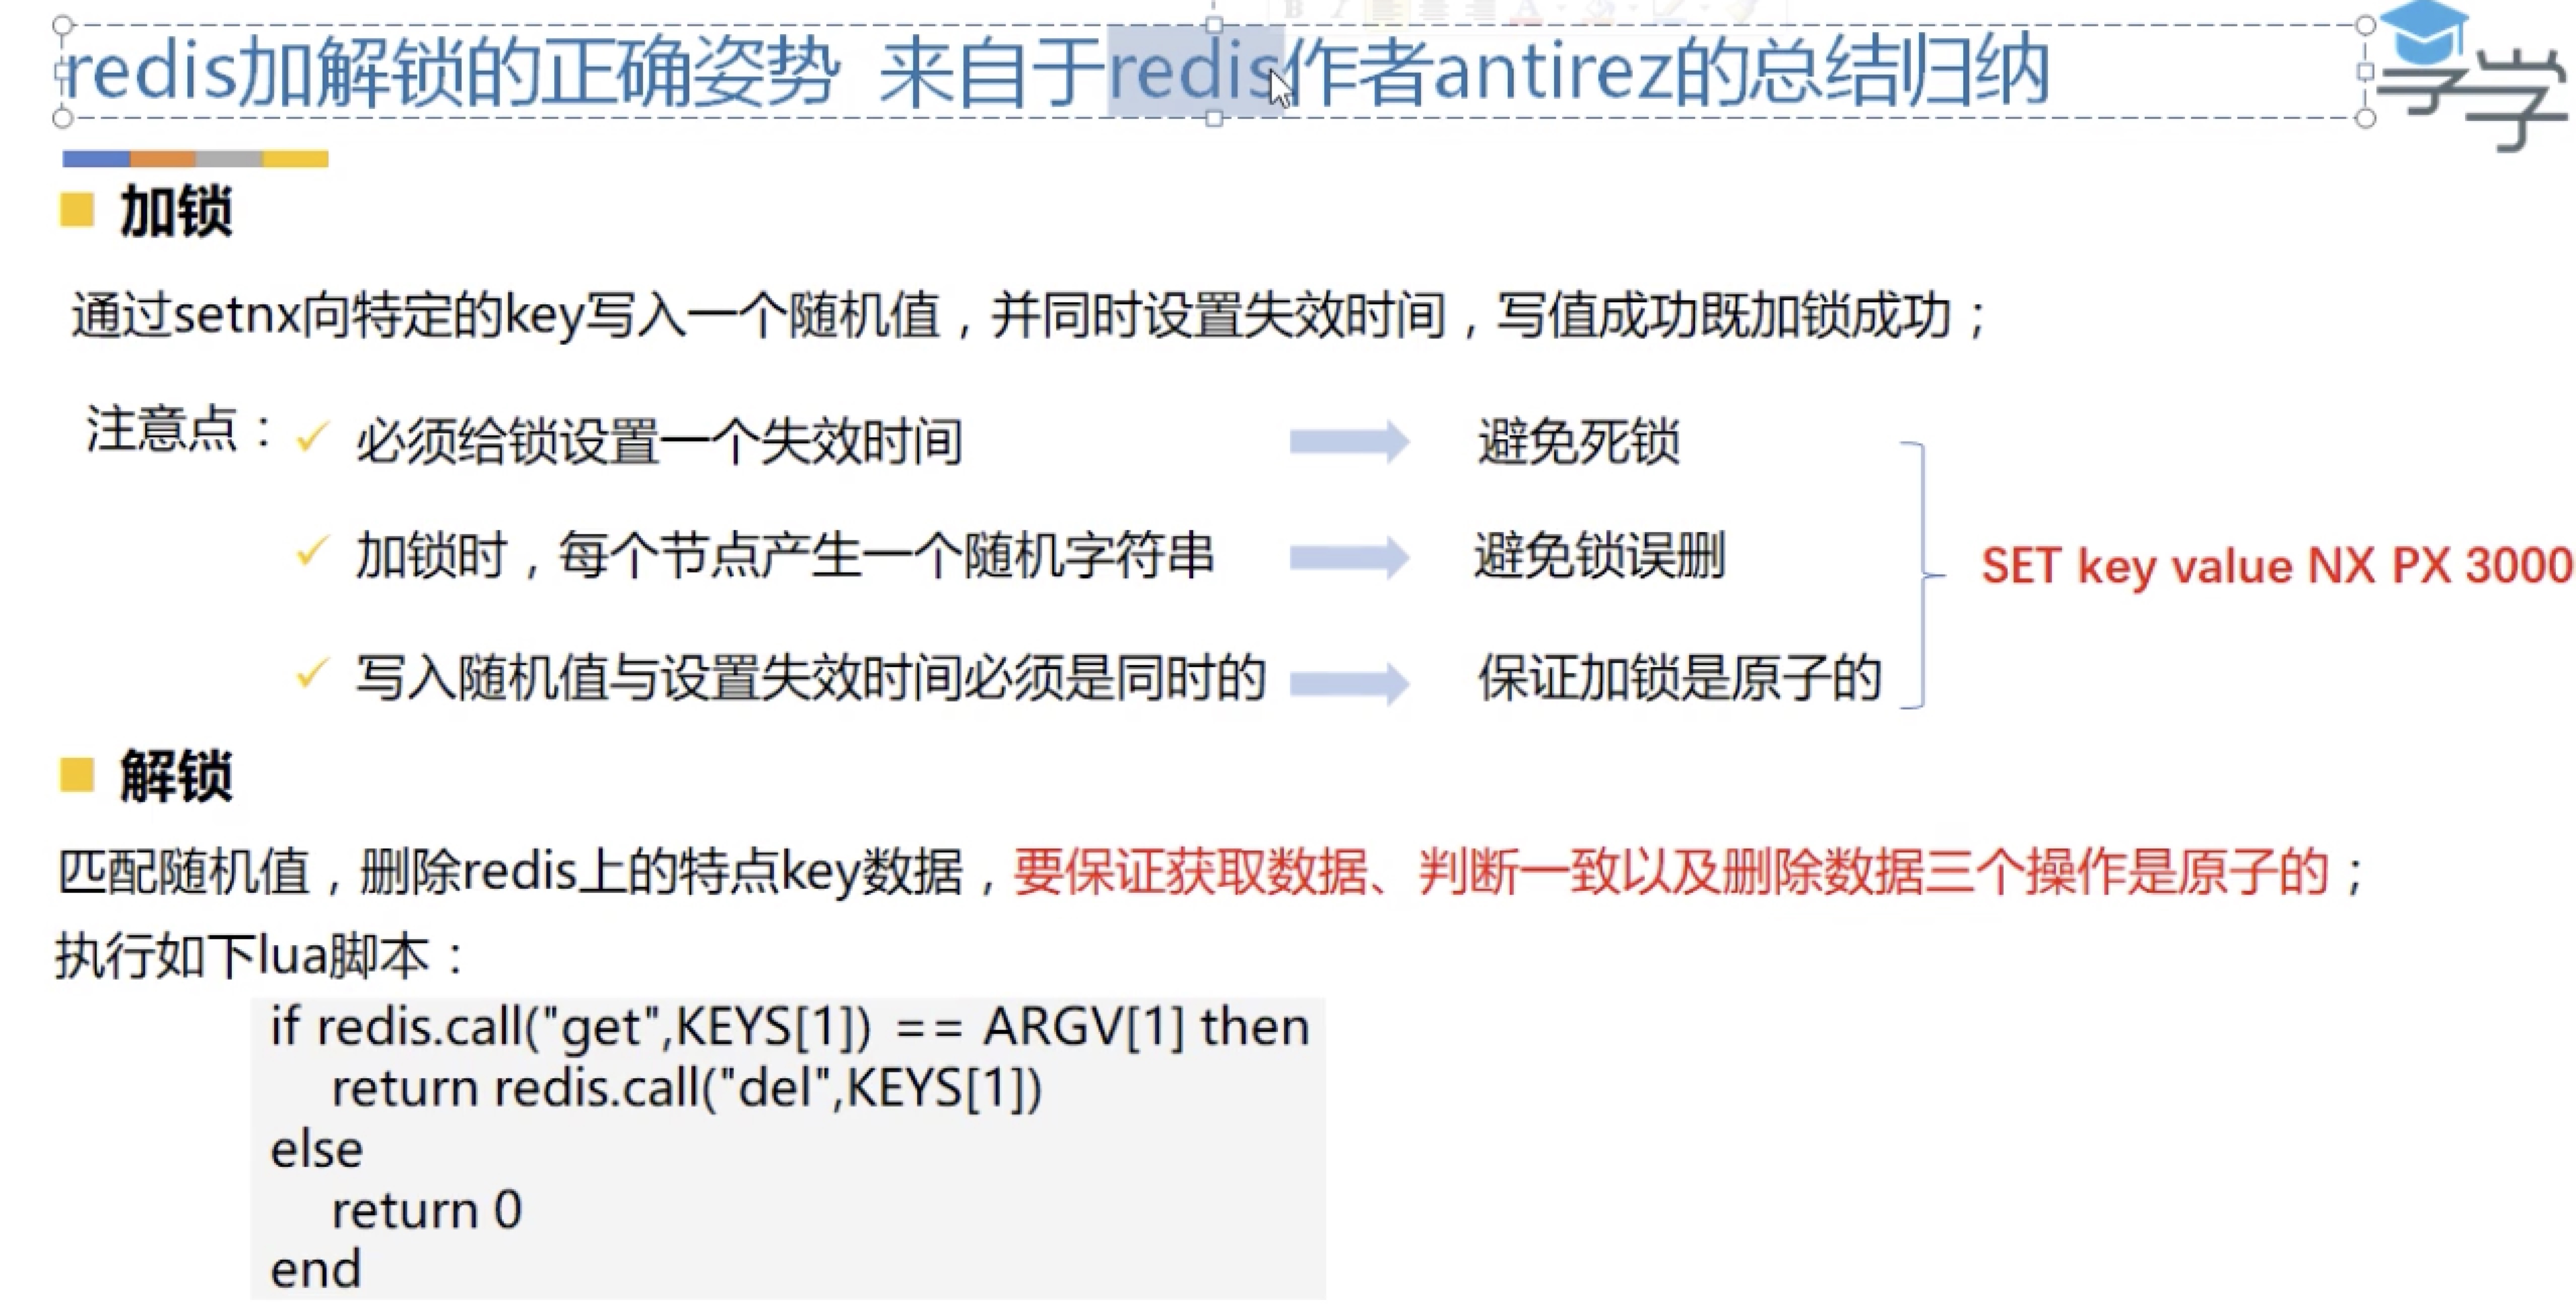 redis加解锁的正确姿势 来自于redis作者antirez的总结归纳
学学
加锁
通过setnx向特定的key写入一个随机值，并同时设置失效时间，写值成功既加锁成功；
注意点： ✓ 必须给锁设置一个失效时间 避免死锁
✓ 加锁时，每个节点产生一个随机字符串 避免锁误删
SET key value NX PX 3000
✓ 写入随机值与设置失效时间必须是同时的 保证加锁是原子的
解锁
匹配随机值，删除redis上的特点key数据，要保证获取数据、判断一致以及删除数据三个操作是原子的；
执行如下lua脚本：
if redis.call("get",KEYS[1]) == ARGV[1] then
return redis.call("del",KEYS[1])
else
return 0
end